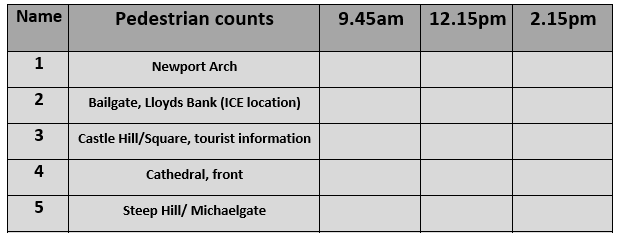 Name Pedestrian counts 9.45am 12.15pm 2.15pm
1 Newport Arch
2 Bailgate, Lloyds Bank (ICE location)
3 Castle Hill/Square, tourist information
4 Cathedral, front
5 Steep Hill/ Michaelgate